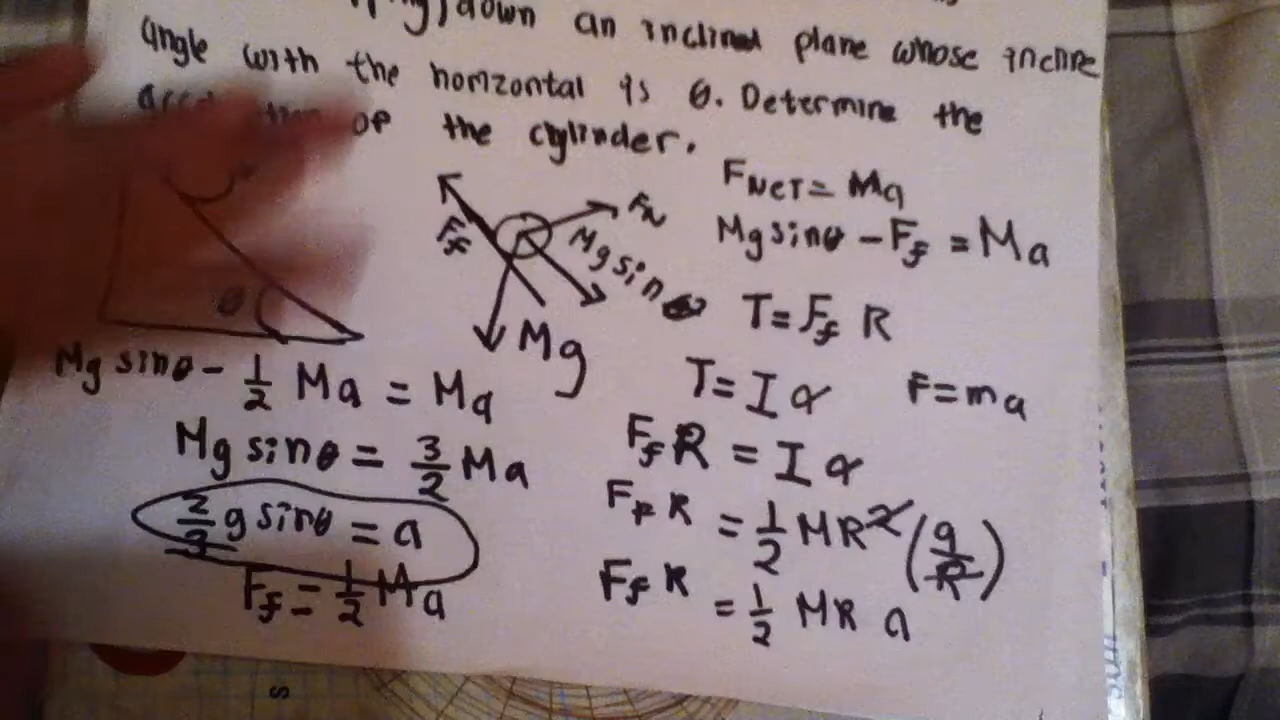 down an inclined plane whose incline
angle with the horizontal is θ. Determine the
of the cylinder.
F_Net = Ma
Mg sinθ - F_f = Ma
F_f
F_N
Mg sinθ
Mg
θ
T = F_f R
T = I α
F = ma
F_f R = I α
F_f R = 1/2 MR² (a/R)
F_f R = 1/2 MR a
Mg sinθ - 1/2 Ma = Ma
Mg sinθ = 3/2 Ma
2/3 g sinθ = a
F_f = 1/2 Ma
s